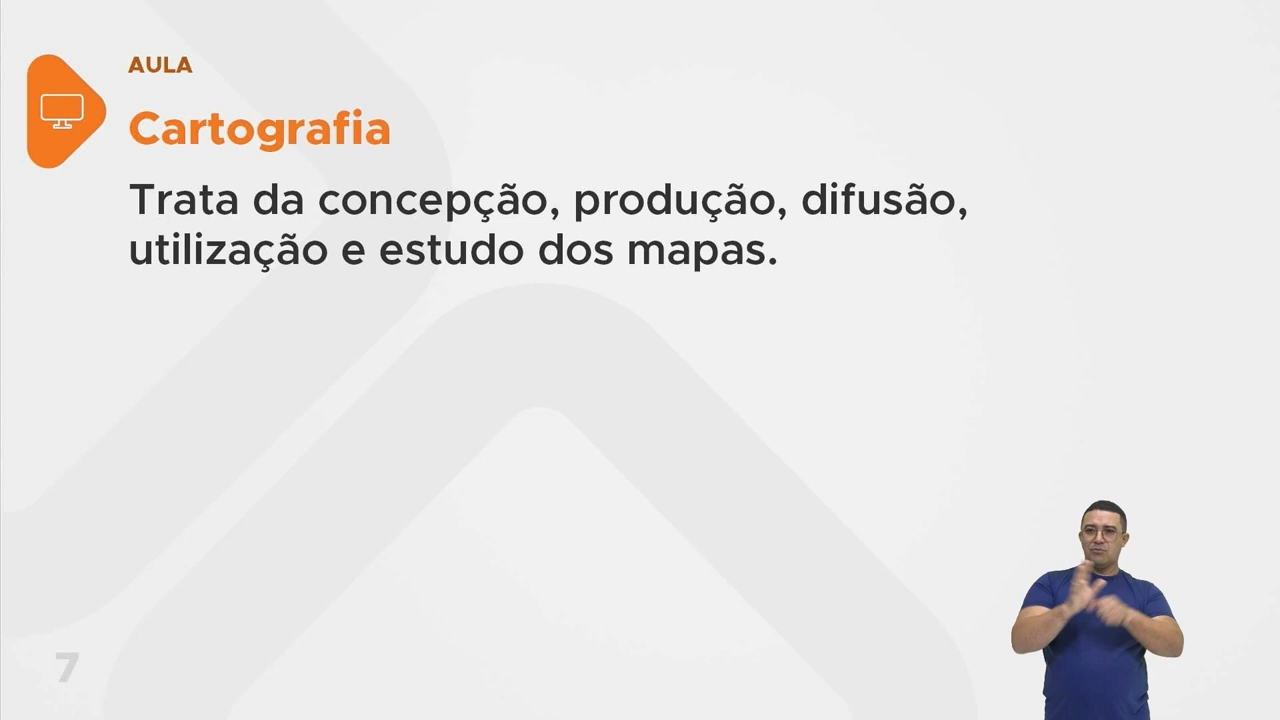 AULA
Cartografia
Trata da concepção, produção, difusão,
utilização e estudo dos mapas.
7